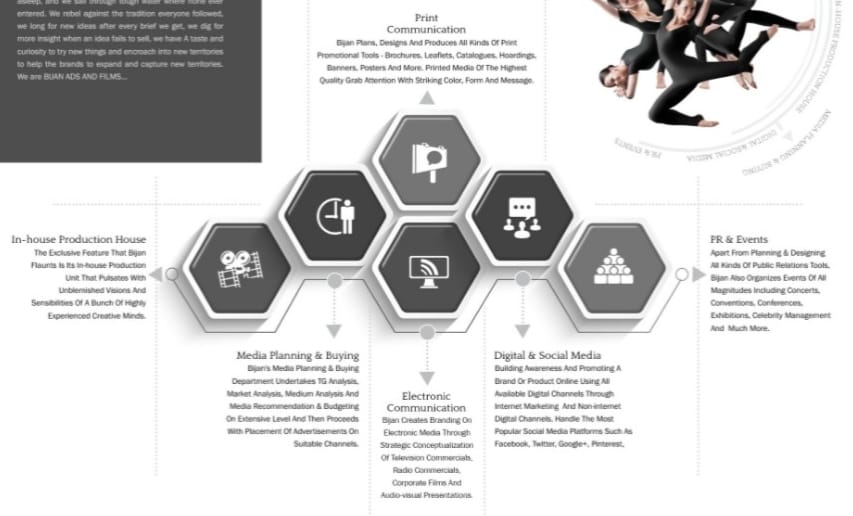 asleep, and we sail through tough water where none ever
entered. We rebel against the tradition everyone followed,
we long for new ideas after every brief we get, we dig for
more insight when an idea fails to sell, we have A taste and
curiosity to try new things and encroach into new territories
to help the brands to expand and capture new territories.
We are BIJAN ADS AND FILMS...
Print
Communication
Bijan Plans, Designs And Produces All Kinds Of Print
Promotional Tools - Brochures, Leaflets, Catalogues, Hoardings,
Banners, Posters And More. Printed Media Of The Highest
Quality Grab Attention With Striking Color, Form And Message.
IN-HOUSE PRODUCTION HOUSE
MEDIA PLANNING & BUYING
DIGITAL & SOCIAL MEDIA
PR & EVENTS
In-house Production House
The Exclusive Feature That Bijan
Flaunts Is Its In-house Production
Unit That Pulsates With
Unblemished Visions And
Sensibilities Of A Bunch Of Highly
Experienced Creative Minds.
PR & Events
Apart From Planning & Designing
All Kinds Of Public Relations Tools,
Bijan Also Organizes Events Of All
Magnitudes Including Concerts,
Conventions, Conferences,
Exhibitions, Celebrity Management
And Much More.
Media Planning & Buying
Bijan's Media Planning & Buying
Department Undertakes TG Analysis,
Market Analysis, Medium Analysis And
Media Recommendation & Budgeting
On Extensive Level And Then Proceeds
With Placement Of Advertisements On
Suitable Channels.
Electronic
Communication
Bijan Creates Branding On
Electronic Media Through
Strategic Conceptualization
Of Television Commercials,
Radio Commercials,
Corporate Films And
Audio-visual Presentations.
Digital & Social Media
Building Awareness And Promoting A
Brand Or Product Online Using All
Available Digital Channels Through
Internet Marketing And Non-internet
Digital Channels, Handle The Most
Popular Social Media Platforms Such As
Facebook, Twitter, Google+, Pinterest,